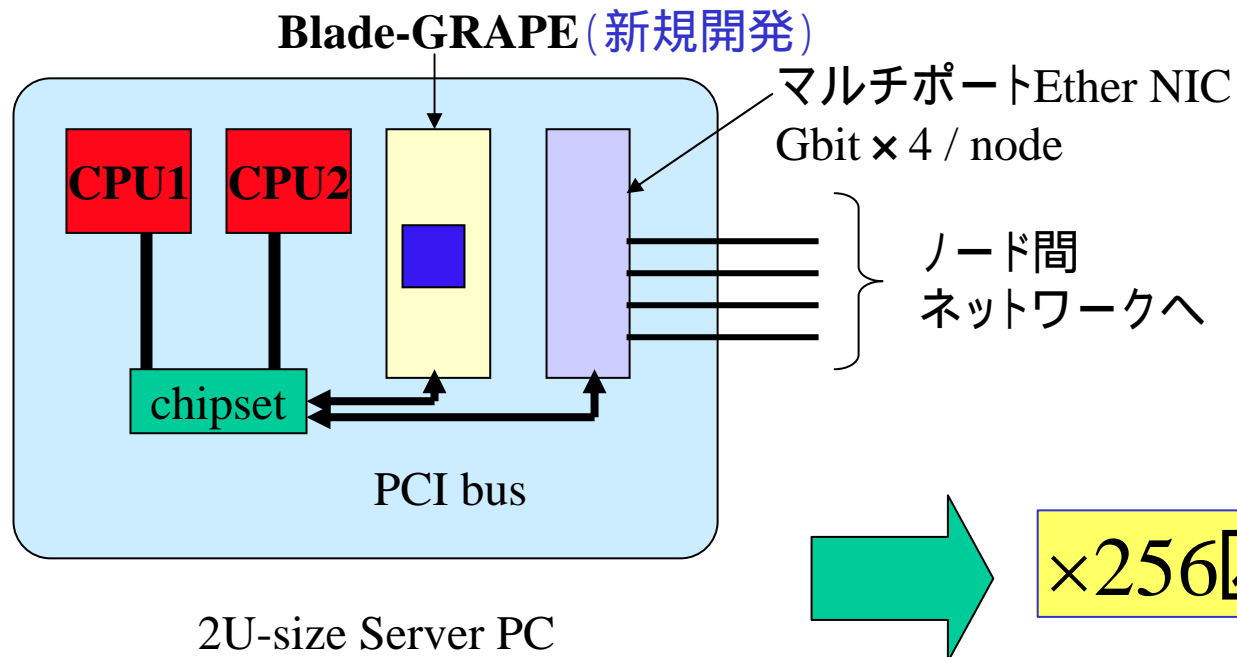 Blade-GRAPE(新規開発)
マルチポートEther NIC
Gbit × 4 / node
CPU1
CPU2
ノード間
ネットワークへ
chipset
PCI bus
×256
2U-size Server PC